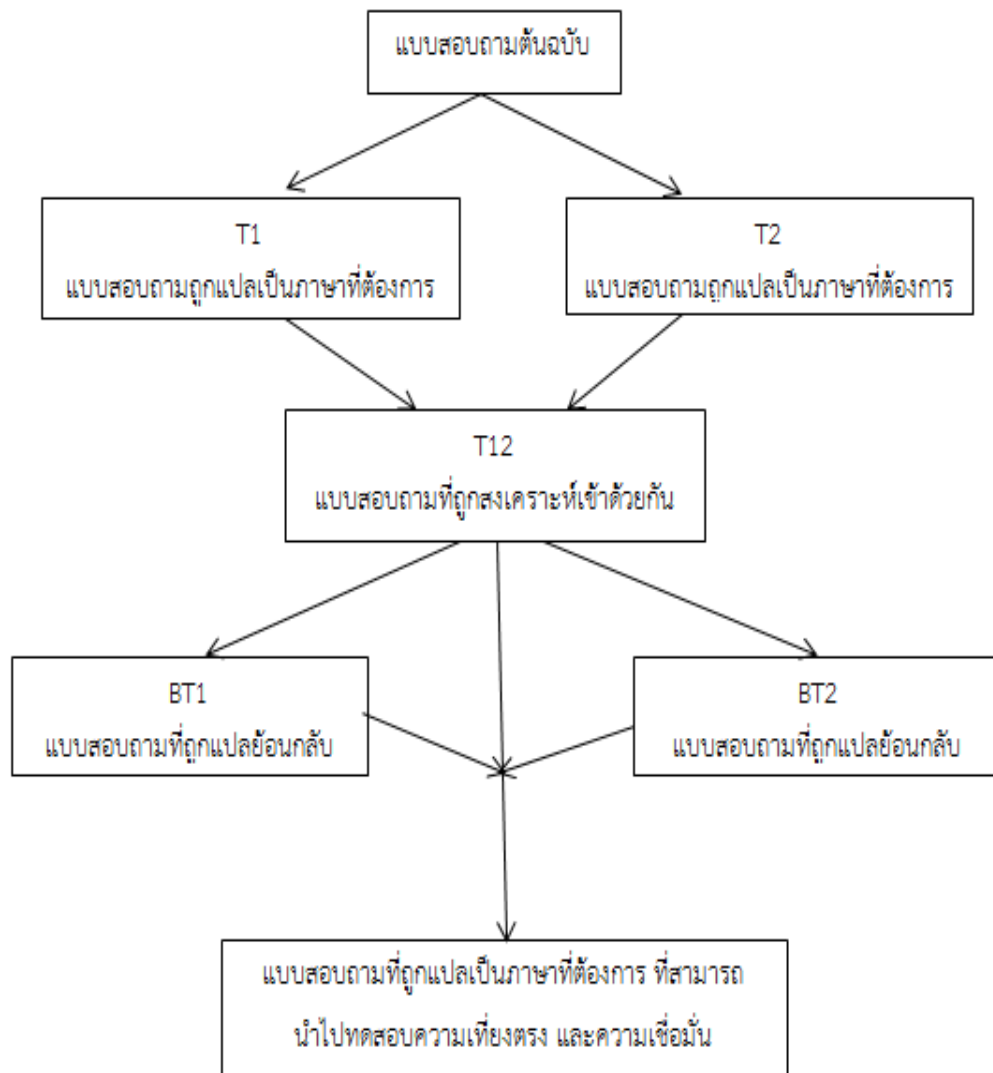 แบบสอบถามต้นฉบับ
T1
แบบสอบถามถูกแปลเป็นภาษาที่ต้องการ
T2
แบบสอบถามถูกแปลเป็นภาษาที่ต้องการ
T12
แบบสอบถามที่ถูกสงเคราะห์เข้าด้วยกัน
BT1
แบบสอบถามที่ถูกแปลย้อนกลับ
BT2
แบบสอบถามที่ถูกแปลย้อนกลับ
แบบสอบถามที่ถูกแปลเป็นภาษาที่ต้องการ ที่สามารถ
นำไปทดสอบความเที่ยงตรง และความเชื่อมั่น